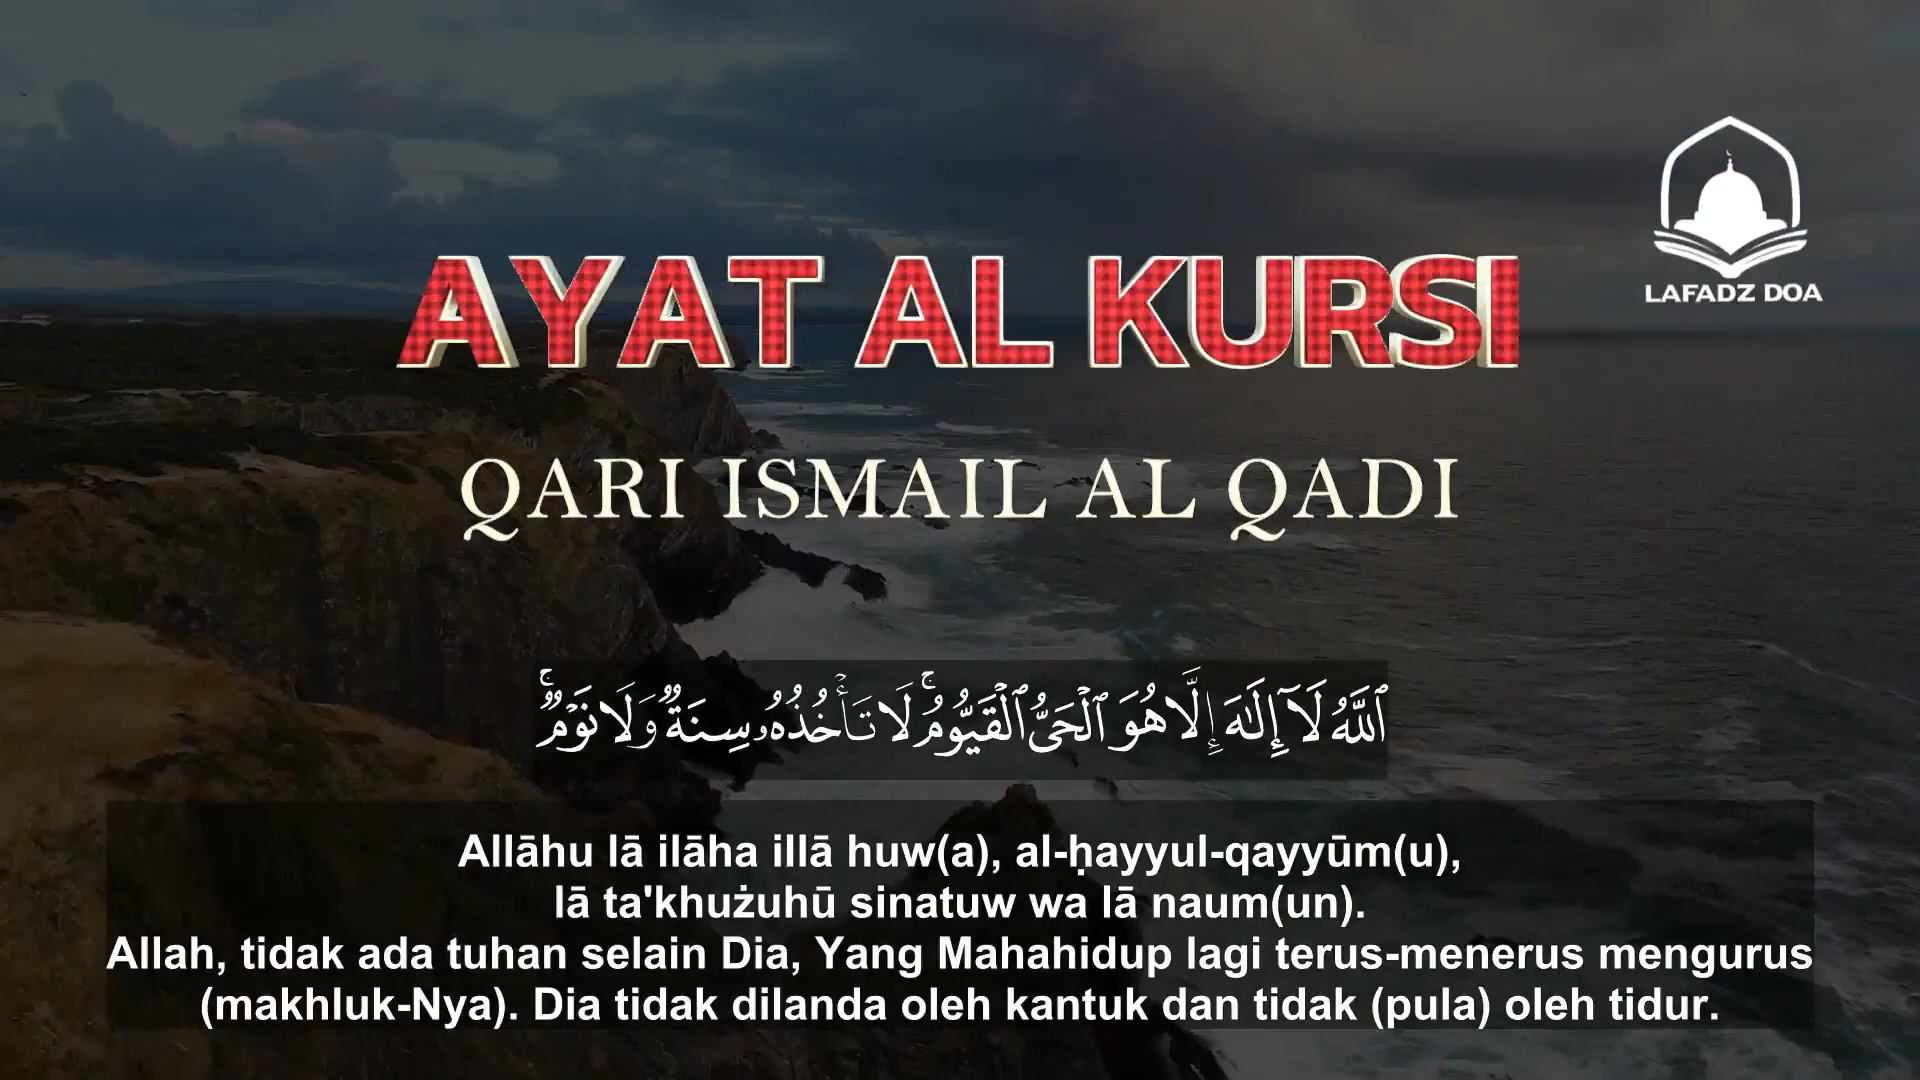 LAFADZ DOA
AYAT AL KURSI
QARI ISMAIL AL QADI
ٱللَّهُ لَآ إِلَـٰهَ إِلَّا هُوَ ٱلْحَىُّ ٱلْقَيُّومُ ۚ لَا تَأْخُذُهُۥ سِنَةٌ وَلَا نَوْمٌ ۚ
Allāhu lā ilāha illā huw(a), al-ḥayyul-qayyūm(u),
lā ta'khużuhū sinatuw wa lā naum(un).
Allah, tidak ada tuhan selain Dia, Yang Mahahidup lagi terus-menerus mengurus
(makhluk-Nya). Dia tidak dilanda oleh kantuk dan tidak (pula) oleh tidur.